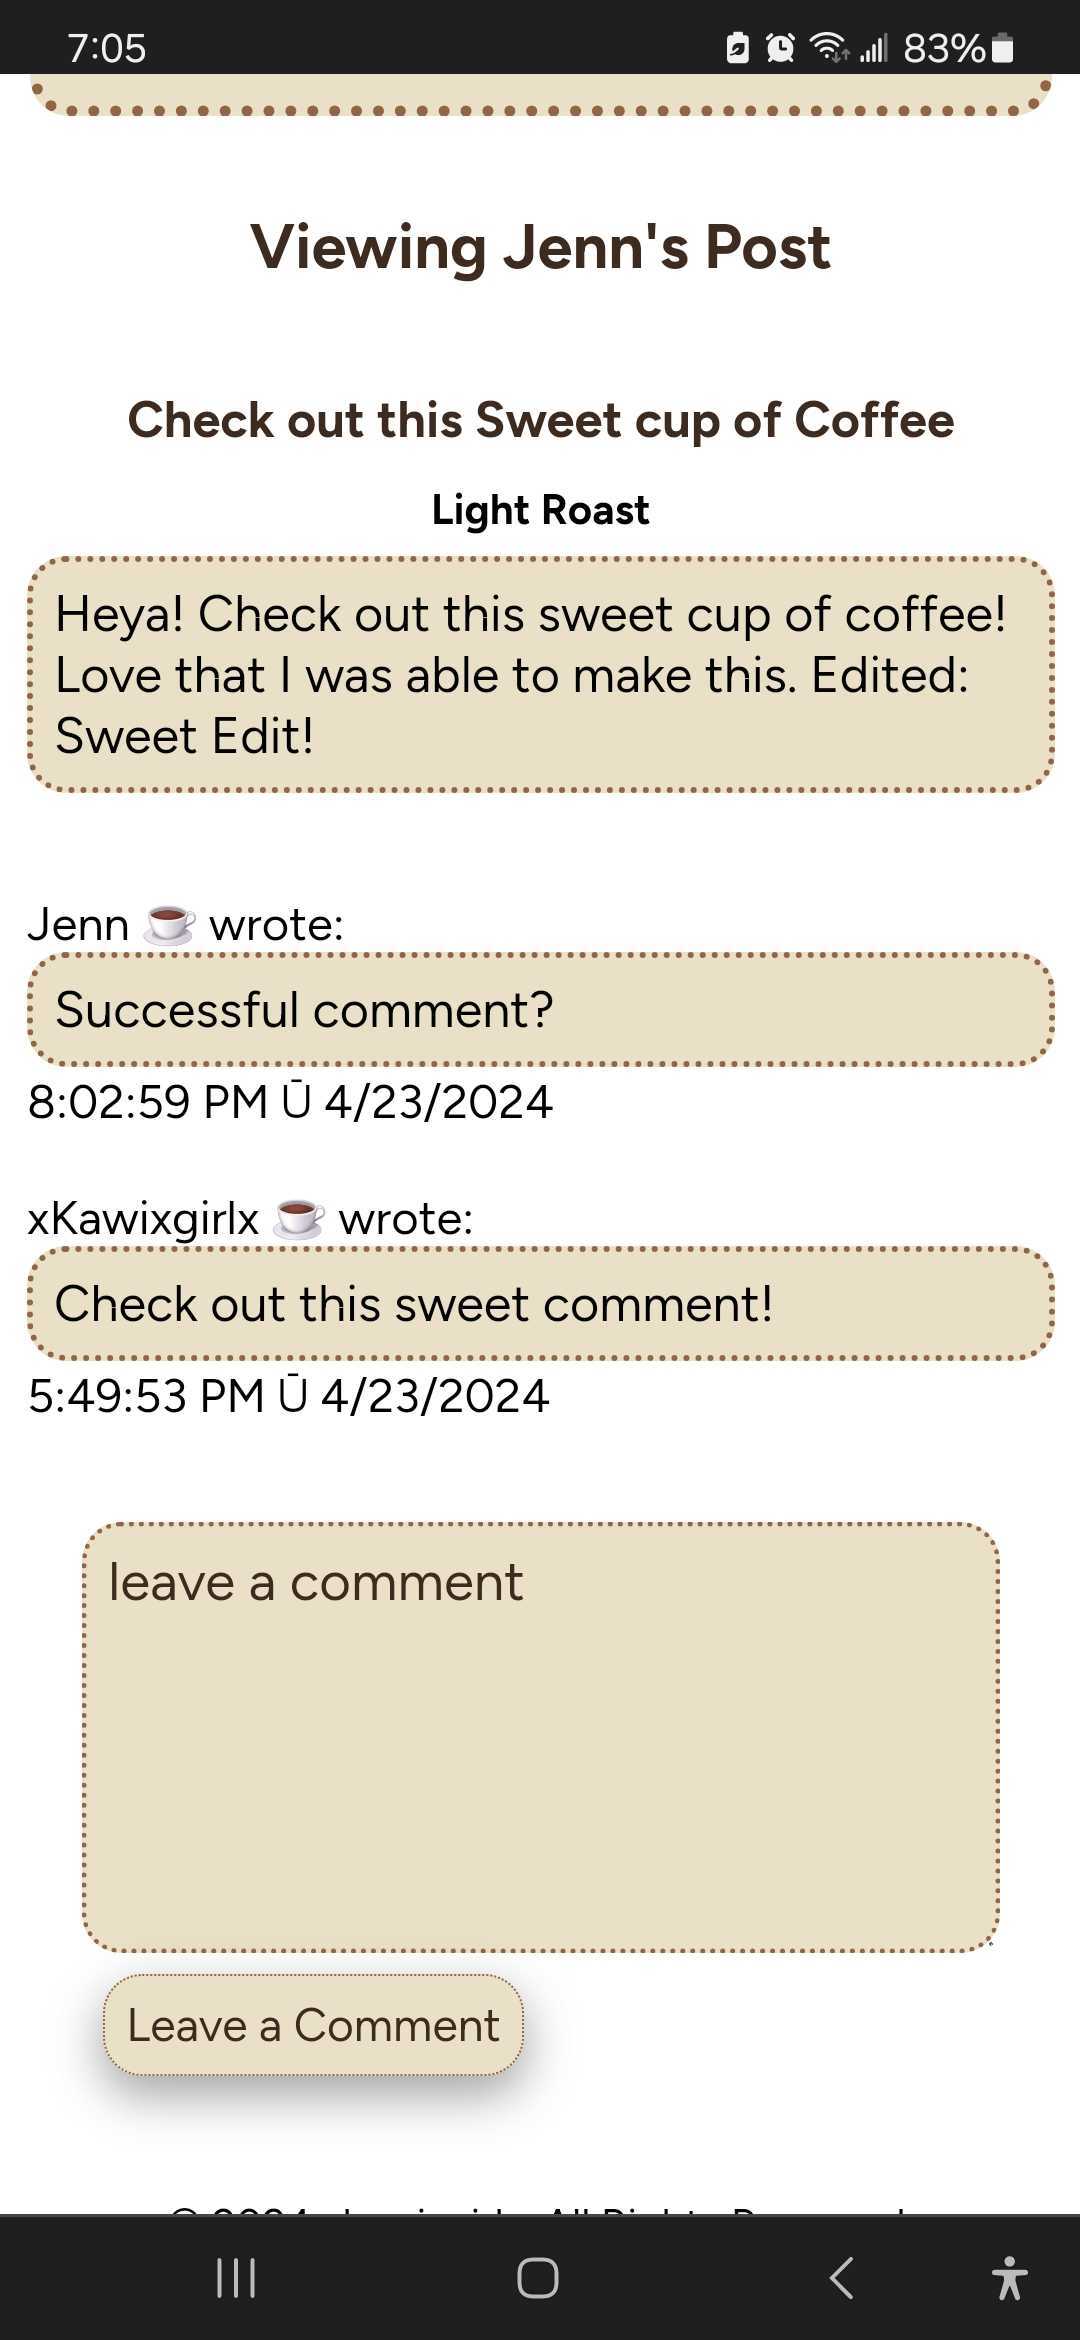 7:05 83%
Viewing Jenn's Post
Check out this Sweet cup of Coffee
Light Roast
Heya! Check out this sweet cup of coffee!
Love that I was able to make this. Edited:
Sweet Edit!
Jenn ☕ wrote:
Successful comment?
8:02:59 PM Ū 4/23/2024
xKawixgirlx ☕ wrote:
Check out this sweet comment!
5:49:53 PM Ū 4/23/2024
leave a comment
Leave a Comment